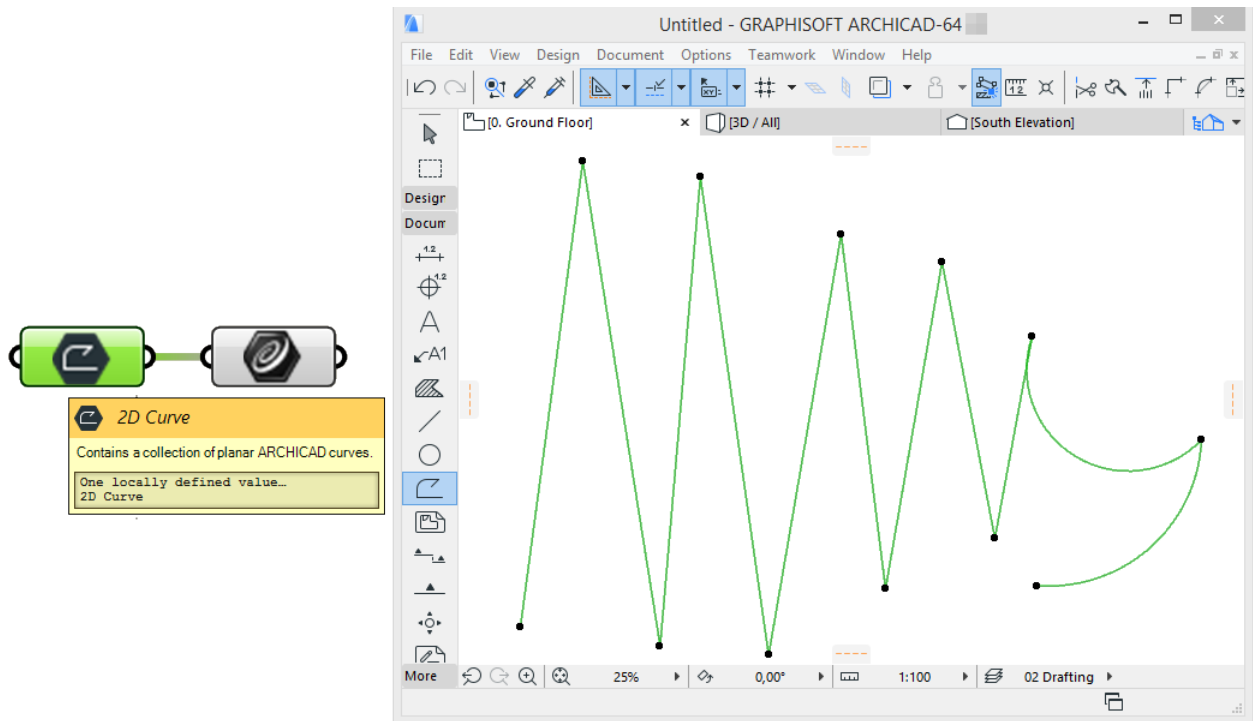 Untitled - GRAPHISOFT ARCHICAD-64
File Edit View Design Document Options Teamwork Window Help
[0. Ground Floor] [3D / All] [South Elevation]
Design
Docum
1.2
1.2
A
A1
More
25% 0,00° 1:100 02 Drafting
2D Curve
Contains a collection of planar ARCHICAD curves.
One locally defined value…
2D Curve